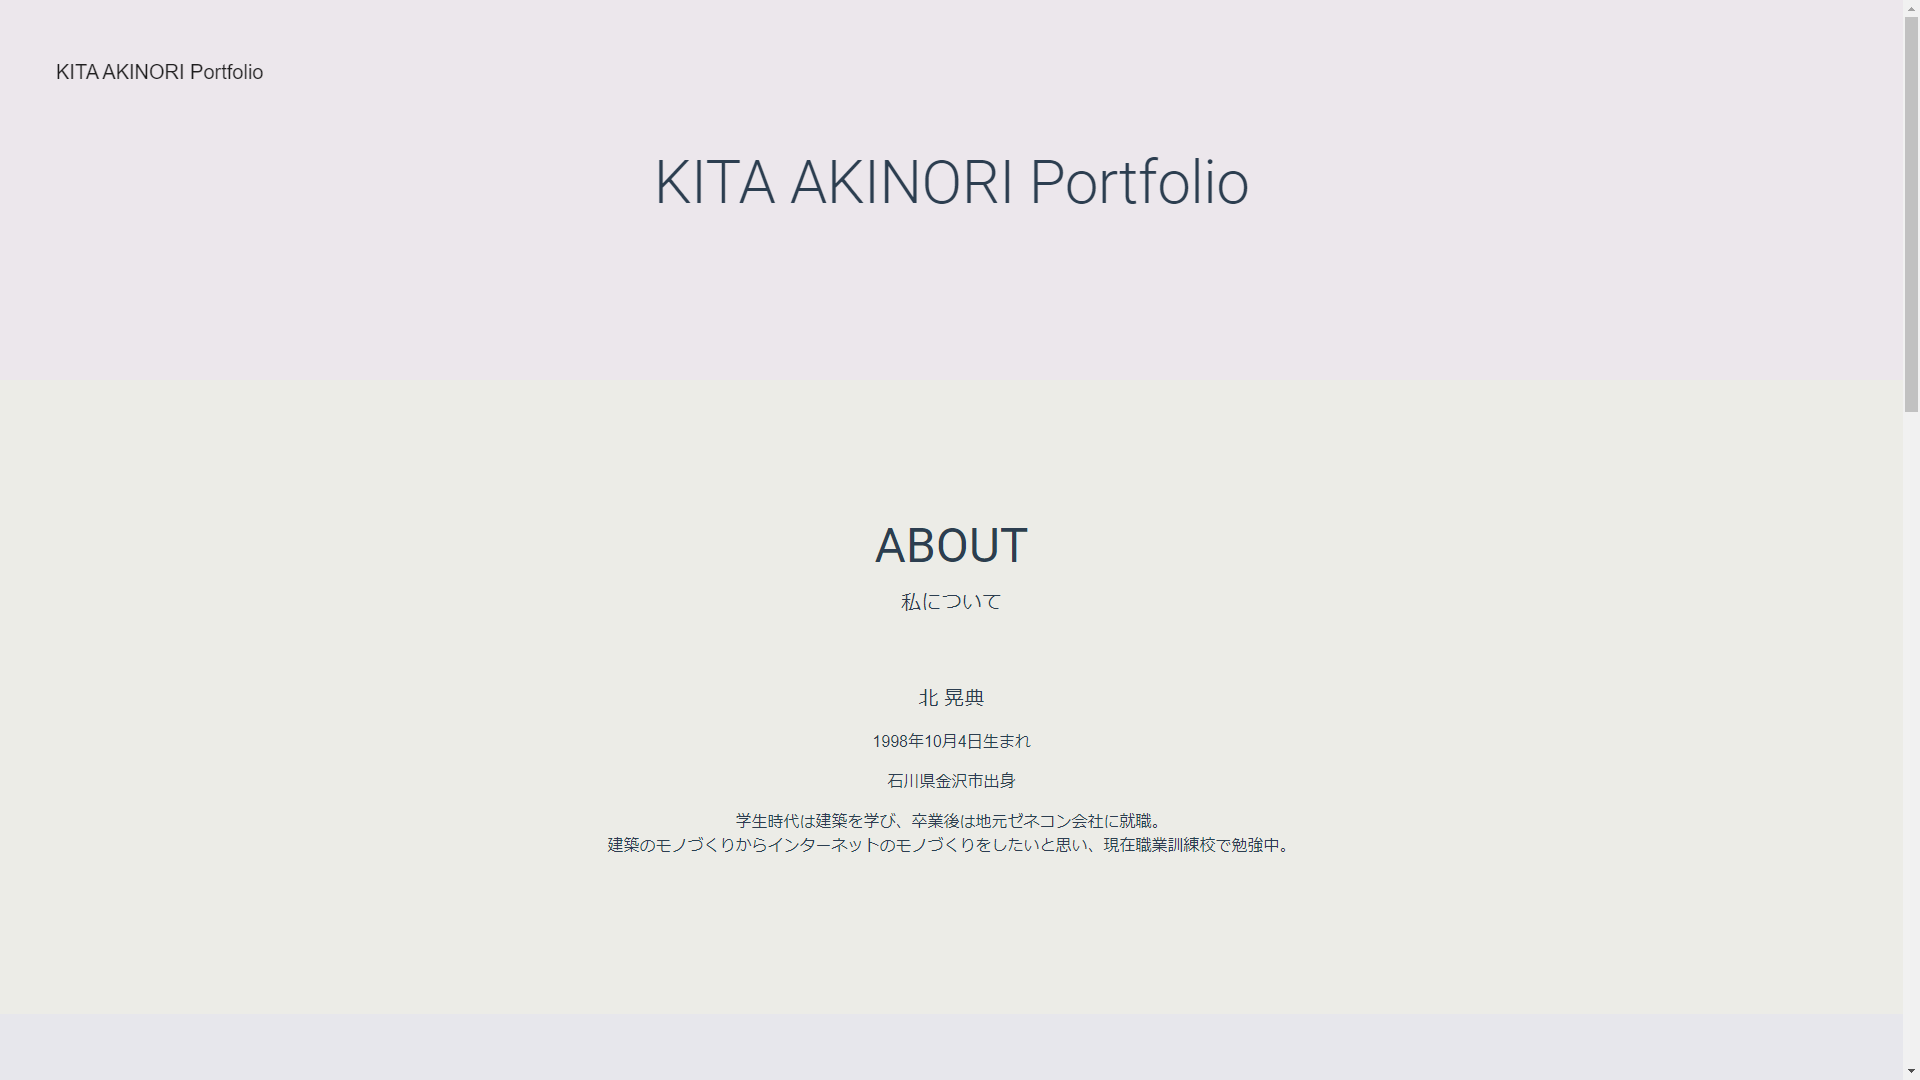 KITA AKINORI Portfolio
KITA AKINORI Portfolio
ABOUT
私について
北 晃典
1998年10月4日生まれ
石川県金沢市出身
学生時代は建築を学び、卒業後は地元ゼネコン会社に就職。
建築のモノづくりからインターネットのモノづくりをしたいと思い、現在職業訓練校で勉強中。